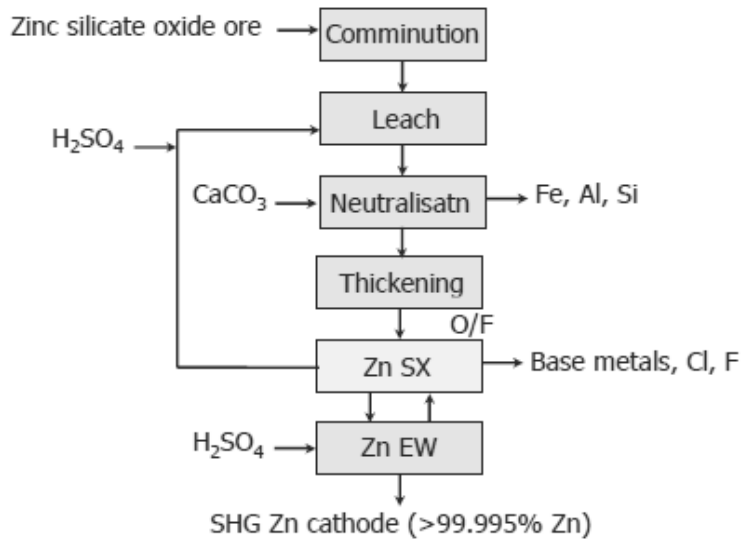 Zinc silicate oxide ore
Comminution
H₂SO₄
Leach
CaCO₃
Neutralisatn
Fe, Al, Si
Thickening
O/F
Zn SX
Base metals, Cl, F
H₂SO₄
Zn EW
SHG Zn cathode (>99.995% Zn)